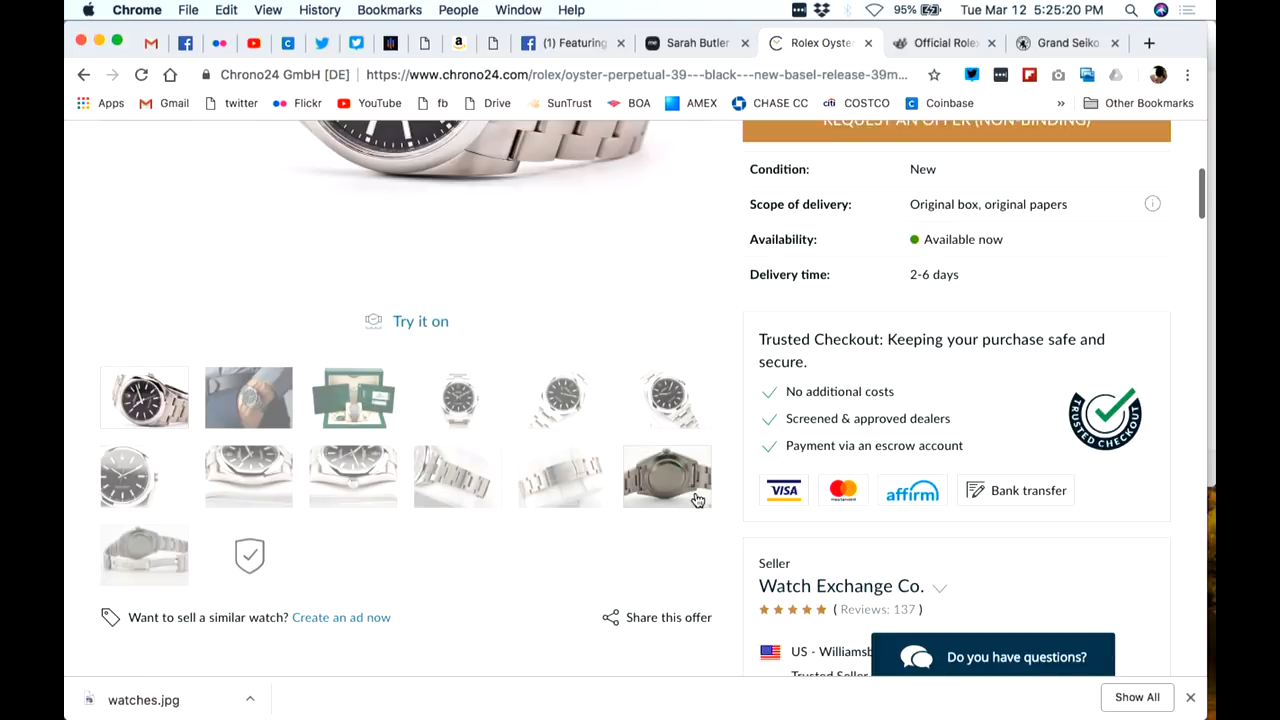 Chrome File Edit View History Bookmarks People Window Help 95% Tue Mar 12 5:25:20 PM
(1) Featuring Sarah Butler Rolex Oyste Official Role Grand Seiko
Chrono24 GmbH [DE] https://www.chrono24.com/rolex/oyster-perpetual-39---black---new-basel-release-39m...
Apps Gmail twitter Flickr YouTube fb Drive SunTrust BOA AMEX CHASE CC COSTCO Coinbase » Other Bookmarks
REQUEST AN OFFER (NON-BINDING)
Condition: New
Scope of delivery: Original box, original papers
Availability: Available now
Delivery time: 2-6 days
Try it on
Trusted Checkout: Keeping your purchase safe and
secure.
No additional costs
Screened & approved dealers
Payment via an escrow account
TRUSTED CHECKOUT
VISA mastercard affirm Bank transfer
Seller
Watch Exchange Co.
( Reviews: 137 )
Want to sell a similar watch? Create an ad now
Share this offer
US - Williamsb
Trusted Seller
Do you have questions?
watches.jpg
Show All